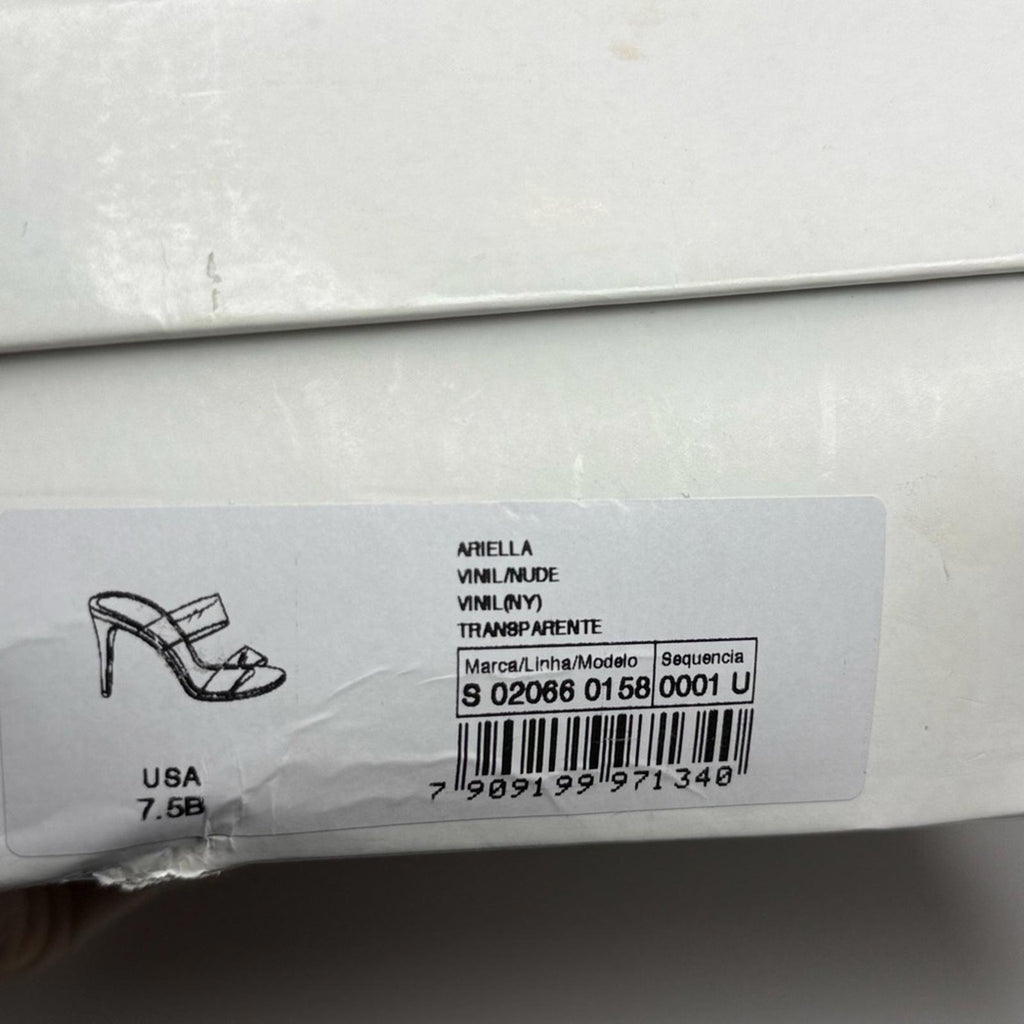 ARIELLA
VINIL/NUDE
VINIL(NY)
TRANSPARENTE
Marca/Linha/Modelo Sequencia
S 02066 0158 0001 U
7 909199 971340
USA
7.5B